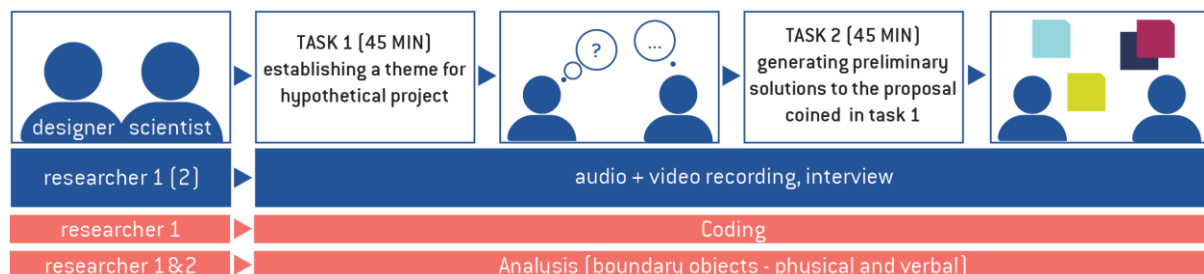 designer scientist
TASK 1 (45 MIN)
establishing a theme for
hypothetical project
?
...
TASK 2 (45 MIN)
generating preliminary
solutions to the proposal
coined in task 1
researcher 1 (2)
audio + video recording, interview
researcher 1
Coding
researcher 1&2
Analysis (boundary objects - physical and verbal)